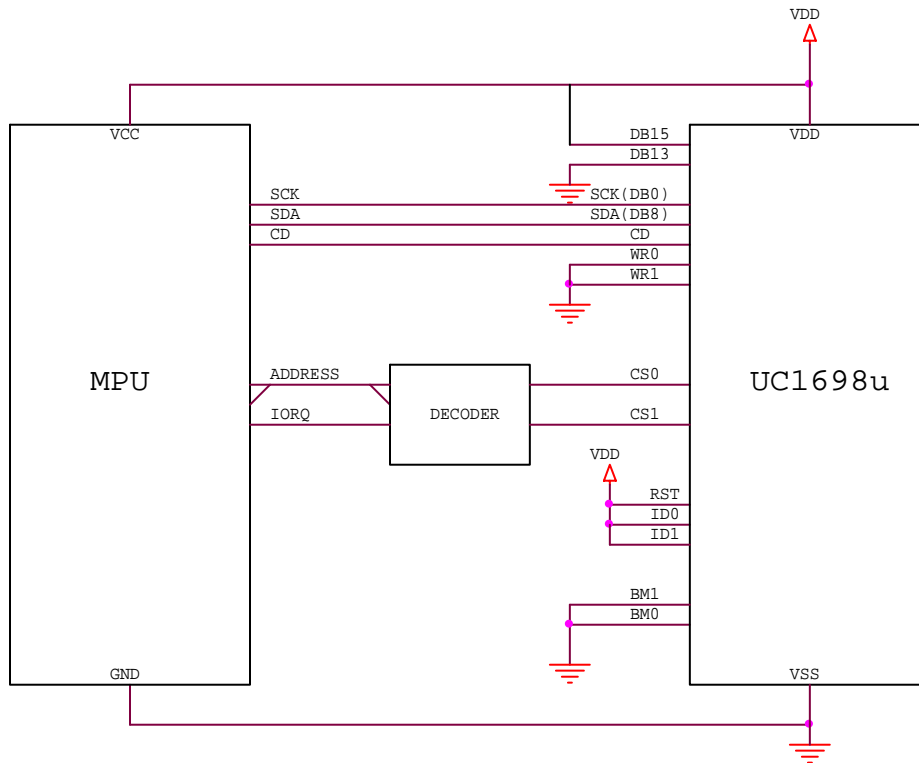 VDD
VCC
VDD
DB15
DB13
SCK
SCK(DB0)
SDA
SDA(DB8)
CD
CD
WR0
WR1
MPU
UC1698u
ADDRESS
CS0
IORQ
DECODER
CS1
VDD
RST
ID0
ID1
BM1
BM0
GND
VSS